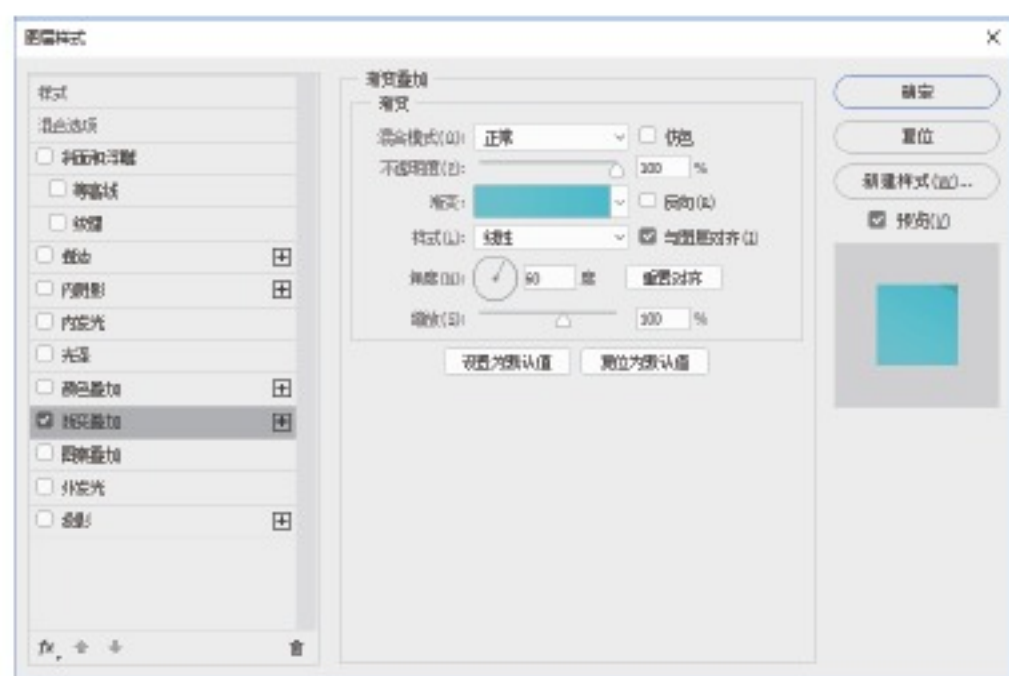 图层样式
样式
混合选项
斜面和浮雕
等高线
纹理
描边
内阴影
内发光
光泽
颜色叠加
渐变叠加
图案叠加
外发光
投影
fx
渐变叠加
渐变
混合模式(O): 正常 仿色
不透明度(P): 100 %
渐变: 反向(R)
样式(L): 线性 与图层对齐(I)
角度(N): 60 度 重置对齐
缩放(S): 100 %
设置为默认值 复位为默认值
确定
复位
新建样式(W)...
预览(V)